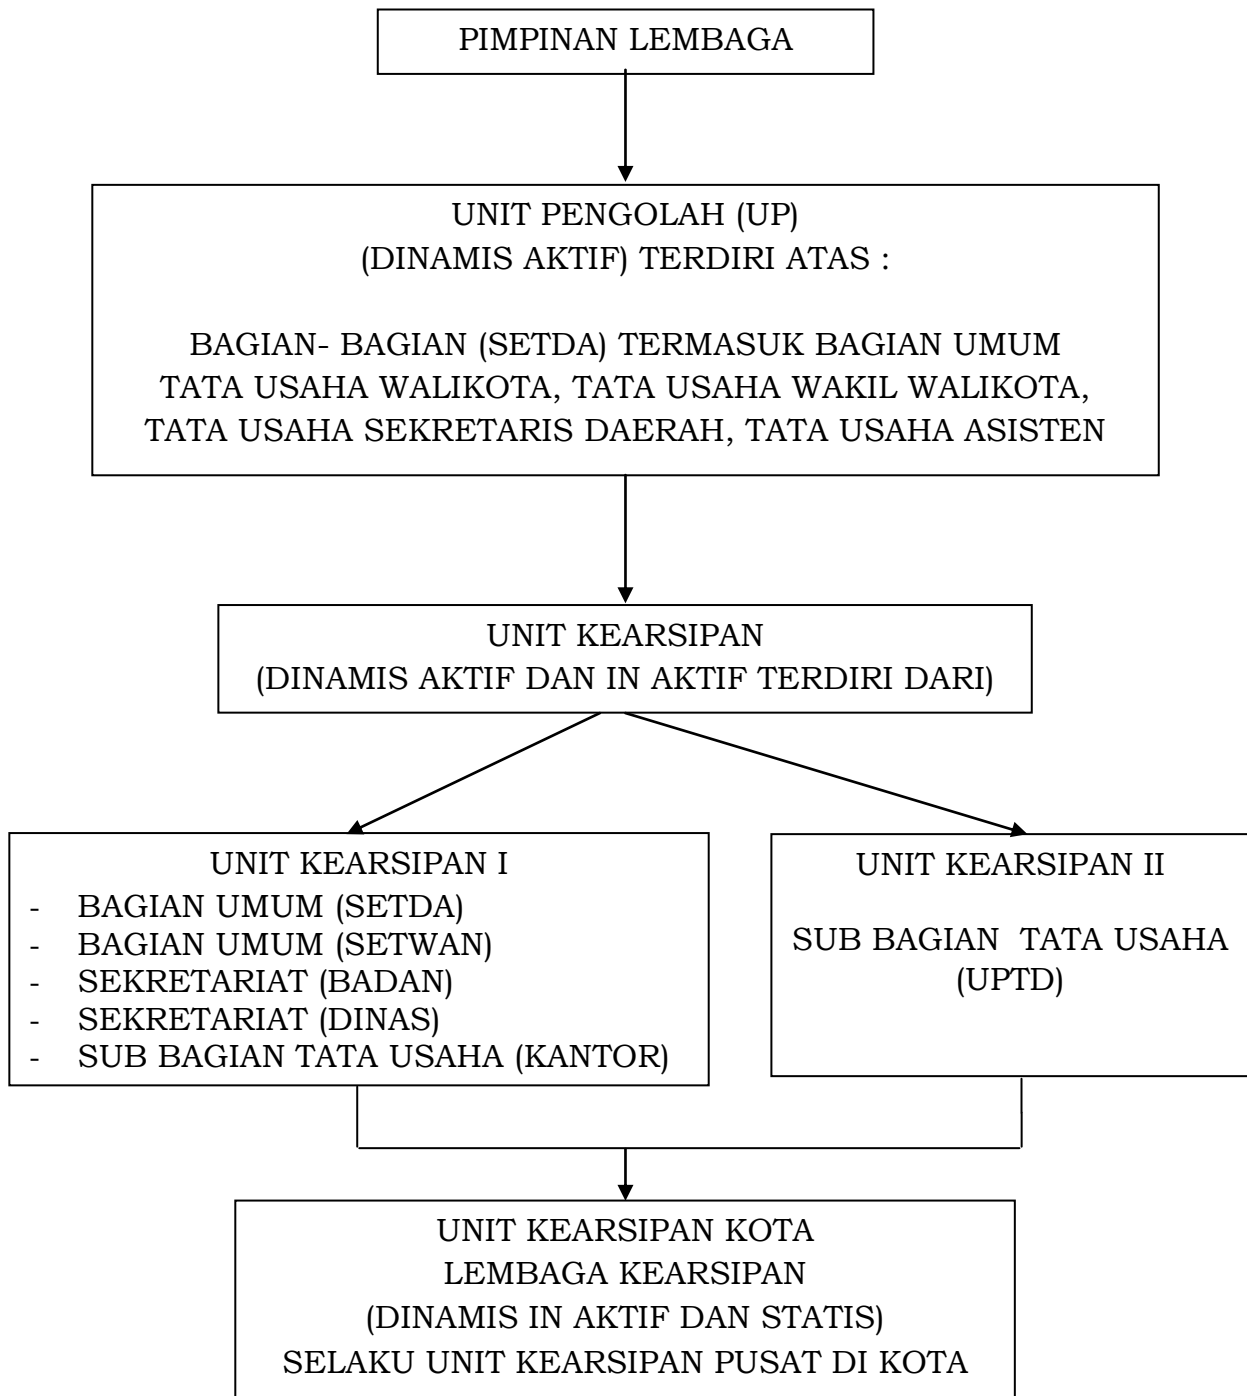 PIMPINAN LEMBAGA
UNIT PENGOLAH (UP)
(DINAMIS AKTIF) TERDIRI ATAS :
BAGIAN- BAGIAN (SETDA) TERMASUK BAGIAN UMUM
TATA USAHA WALIKOTA, TATA USAHA WAKIL WALIKOTA,
TATA USAHA SEKRETARIS DAERAH, TATA USAHA ASISTEN
UNIT KEARSIPAN
(DINAMIS AKTIF DAN IN AKTIF TERDIRI DARI)
UNIT KEARSIPAN I
- BAGIAN UMUM (SETDA)
- BAGIAN UMUM (SETWAN)
- SEKRETARIAT (BADAN)
- SEKRETARIAT (DINAS)
- SUB BAGIAN TATA USAHA (KANTOR)
UNIT KEARSIPAN II
SUB BAGIAN TATA USAHA
(UPTD)
UNIT KEARSIPAN KOTA
LEMBAGA KEARSIPAN
(DINAMIS IN AKTIF DAN STATIS)
SELAKU UNIT KEARSIPAN PUSAT DI KOTA